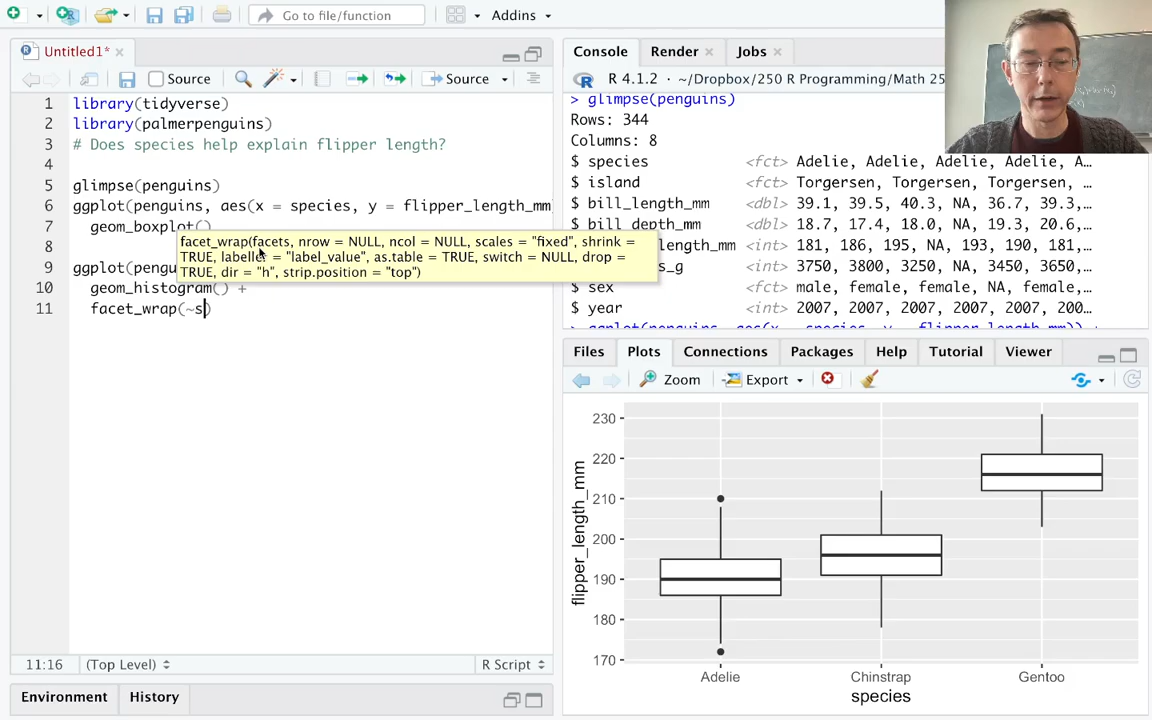 Go to file/function
Addins
Untitled1*
Source
Source
1 library(tidyverse)
2 library(palmerpenguins)
3 # Does species help explain flipper length?
4
5 glimpse(penguins)
6 ggplot(penguins, aes(x = species, y = flipper_length_mm
7 geom_boxplot()
8
9 ggplot(pengu
10 geom_histogram() +
11 facet_wrap(~s)
facet_wrap(facets, nrow = NULL, ncol = NULL, scales = "fixed", shrink =
TRUE, labeller = "label_value", as.table = TRUE, switch = NULL, drop =
TRUE, dir = "h", strip.position = "top")
11:16 (Top Level) R Script
Environment History
Console Render Jobs
R 4.1.2 · ~/Dropbox/250 R Programming/Math 25
> glimpse(penguins)
Rows: 344
Columns: 8
$ species <fct> Adelie, Adelie, Adelie, Adelie, A…
$ island <fct> Torgersen, Torgersen, Torgersen, …
$ bill_length_mm <dbl> 39.1, 39.5, 40.3, NA, 36.7, 39.3,…
$ bill_depth_mm <dbl> 18.7, 17.4, 18.0, NA, 19.3, 20.6,…
length_mm <int> 181, 186, 195, NA, 193, 190, 181,…
s_g <int> 3750, 3800, 3250, NA, 3450, 3650,…
$ sex <fct> male, female, female, NA, female,…
$ year <int> 2007, 2007, 2007, 2007, 2007, 200…
> ggplot(penguins, aes(x = species, y = flipper_length_mm)) +
Files Plots Connections Packages Help Tutorial Viewer
Zoom Export
230
220
210
200
190
180
170
flipper_length_mm
Adelie Chinstrap Gentoo
species